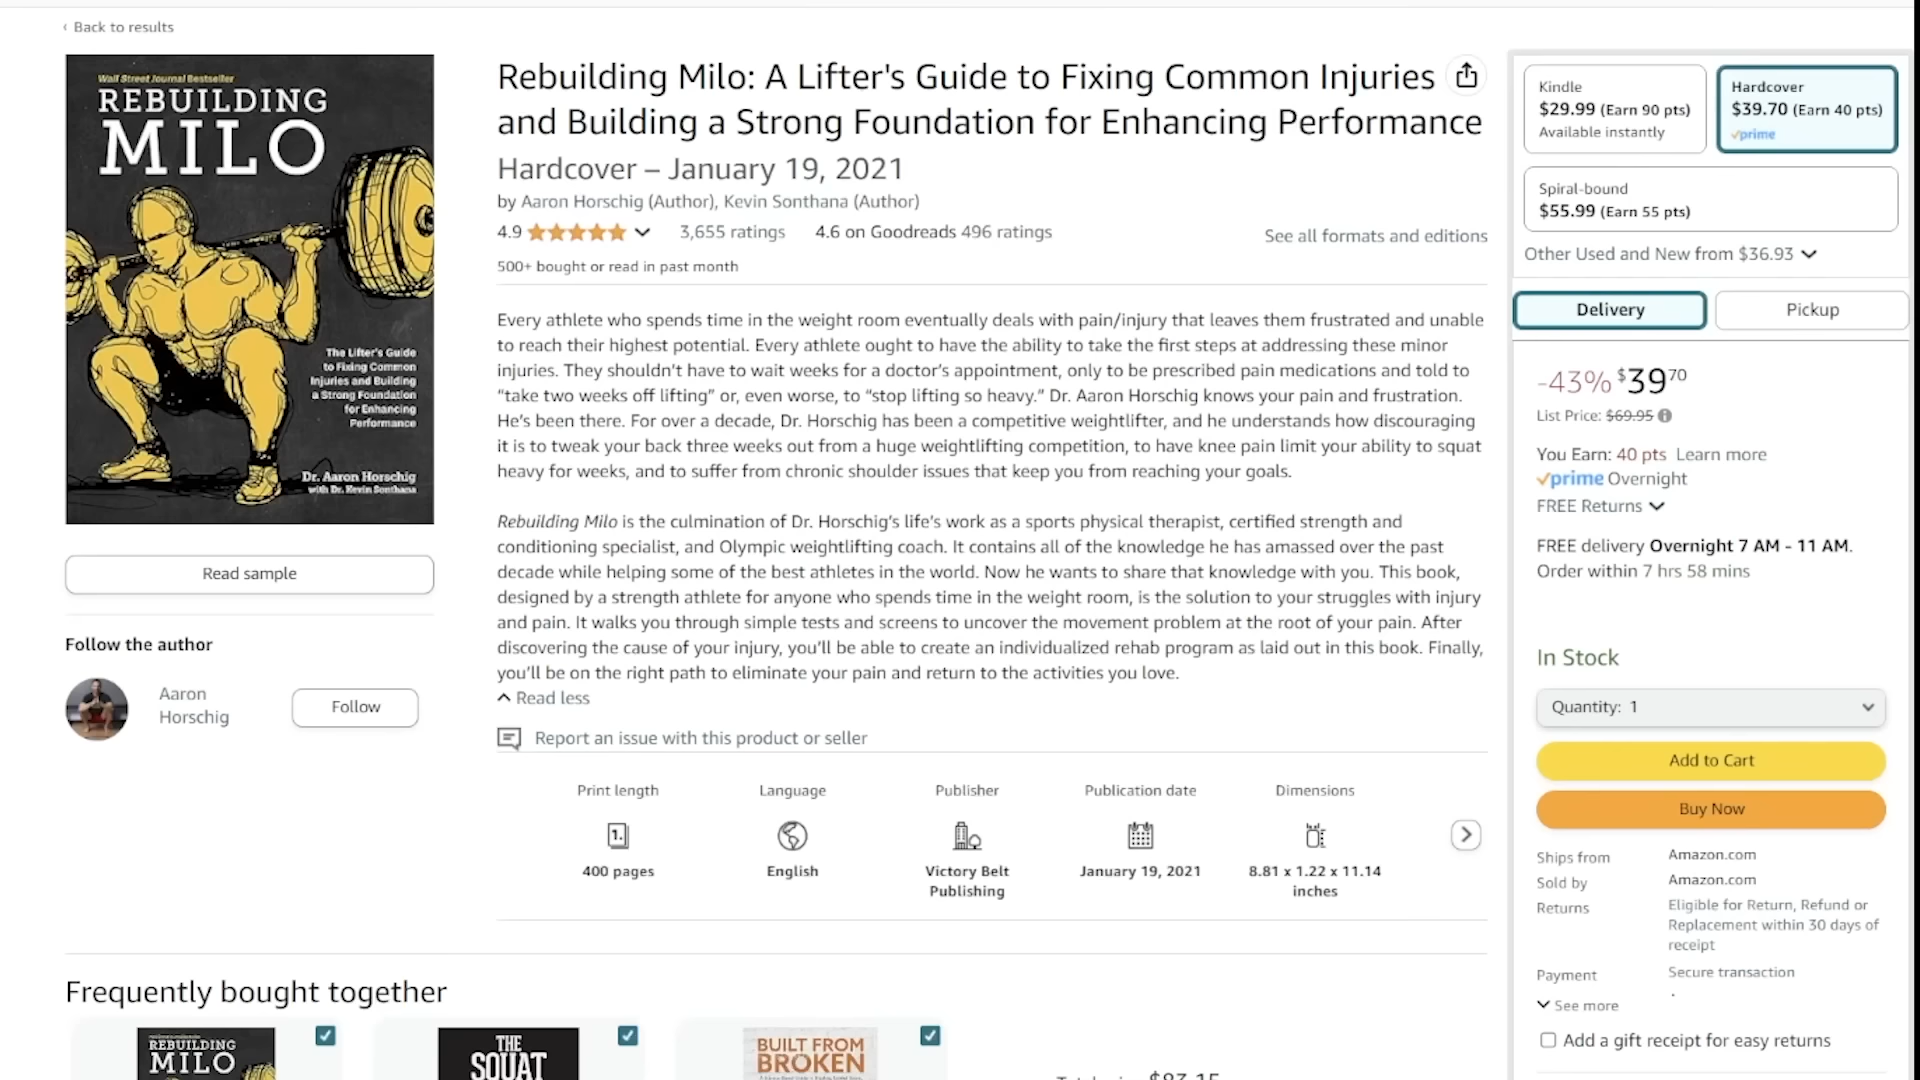 ‹ Back to results
Wall Street Journal Bestseller
REBUILDING
MILO
The Lifter's Guide
to Fixing Common
Injuries and Building
a Strong Foundation
for Enhancing
Performance
Dr. Aaron Horschig
with Dr. Kevin Sonthana
Read sample
Follow the author
Aaron
Horschig
Follow
Rebuilding Milo: A Lifter's Guide to Fixing Common Injuries
and Building a Strong Foundation for Enhancing Performance
Hardcover – January 19, 2021
by Aaron Horschig (Author), Kevin Sonthana (Author)
4.9 3,655 ratings 4.6 on Goodreads 496 ratings
See all formats and editions
500+ bought or read in past month
Every athlete who spends time in the weight room eventually deals with pain/injury that leaves them frustrated and unable
to reach their highest potential. Every athlete ought to have the ability to take the first steps at addressing these minor
injuries. They shouldn't have to wait weeks for a doctor's appointment, only to be prescribed pain medications and told to
“take two weeks off lifting” or, even worse, to “stop lifting so heavy.” Dr. Aaron Horschig knows your pain and frustration.
He's been there. For over a decade, Dr. Horschig has been a competitive weightlifter, and he understands how discouraging
it is to tweak your back three weeks out from a huge weightlifting competition, to have knee pain limit your ability to squat
heavy for weeks, and to suffer from chronic shoulder issues that keep you from reaching your goals.
Rebuilding Milo is the culmination of Dr. Horschig's life's work as a sports physical therapist, certified strength and
conditioning specialist, and Olympic weightlifting coach. It contains all of the knowledge he has amassed over the past
decade while helping some of the best athletes in the world. Now he wants to share that knowledge with you. This book,
designed by a strength athlete for anyone who spends time in the weight room, is the solution to your struggles with injury
and pain. It walks you through simple tests and screens to uncover the movement problem at the root of your pain. After
discovering the cause of your injury, you'll be able to create an individualized rehab program as laid out in this book. Finally,
you'll be on the right path to eliminate your pain and return to the activities you love.
Read less
Report an issue with this product or seller
Print length
1.
400 pages
Language
English
Publisher
Victory Belt
Publishing
Publication date
January 19, 2021
Dimensions
8.81 x 1.22 x 11.14
inches
Kindle
$29.99 (Earn 90 pts)
Available instantly
Hardcover
$39.70 (Earn 40 pts)
prime
Spiral-bound
$55.99 (Earn 55 pts)
Other Used and New from $36.93
Delivery
Pickup
-43% $39 70
List Price: $69.95
You Earn: 40 pts Learn more
prime Overnight
FREE Returns
FREE delivery Overnight 7 AM - 11 AM.
Order within 7 hrs 58 mins
In Stock
Quantity: 1
Add to Cart
Buy Now
Ships from Amazon.com
Sold by Amazon.com
Returns Eligible for Return, Refund or
Replacement within 30 days of
receipt
Payment Secure transaction
See more
Add a gift receipt for easy returns
Frequently bought together
REBUILDING
MILO
THE
SQUAT
BUILT FROM
BROKEN
$83.15